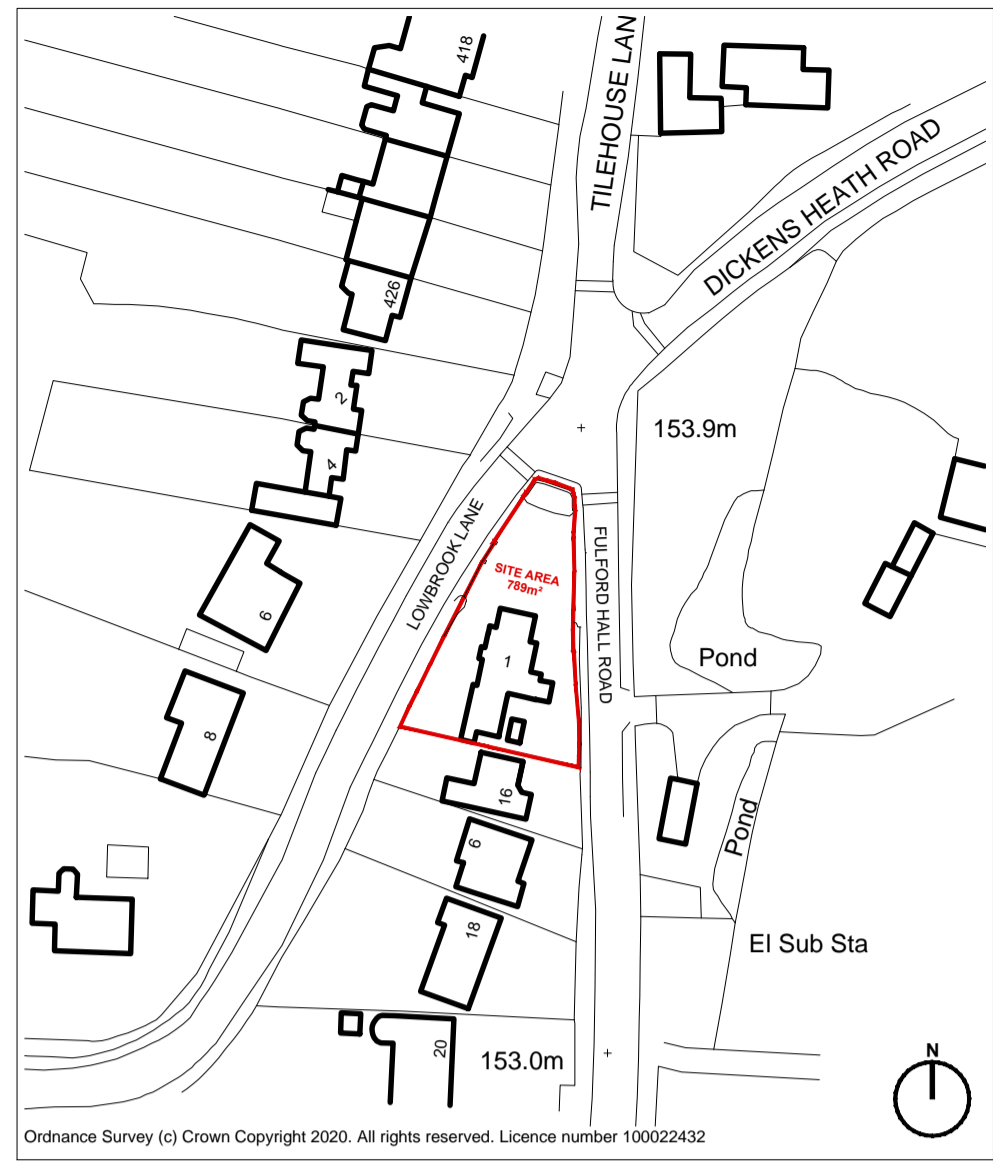 418
TILEHOUSE LAN
DICKENS HEATH ROAD
426
2
153.9m
4
LOWBROOK LANE
FULFORD HALL ROAD
SITE AREA
789m²
6
1
Pond
8
16
Pond
6
18
El Sub Sta
20
153.0m
N
Ordnance Survey (c) Crown Copyright 2020. All rights reserved. Licence number 100022432